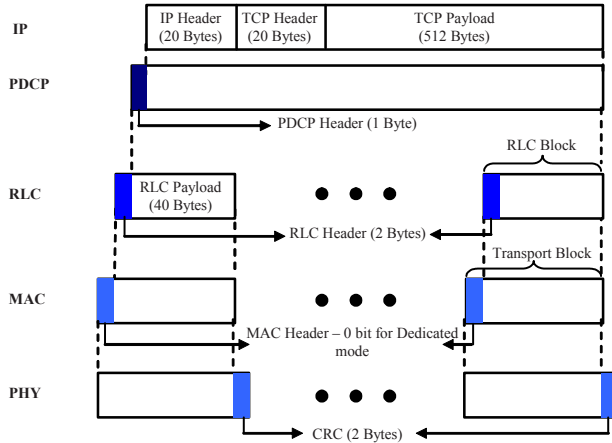 IP
IP Header
(20 Bytes)
TCP Header
(20 Bytes)
TCP Payload
(512 Bytes)
PDCP
PDCP Header (1 Byte)
RLC Block
RLC
RLC Payload
(40 Bytes)
RLC Header (2 Bytes)
Transport Block
MAC
MAC Header – 0 bit for Dedicated
mode
PHY
CRC (2 Bytes)